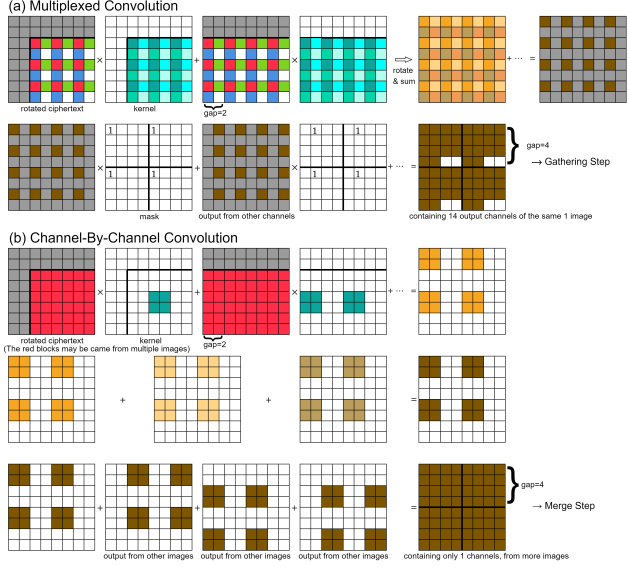 (a) Multiplexed Convolution
× + × rotate & sum + ··· =
rotated ciphertext kernel gap=2
1 1 1 1 1 1 1 1
× + × + ··· = gap=4
→ Gathering Step
mask output from other channels containing 14 output channels of the same 1 image
(b) Channel-By-Channel Convolution
× + × + ··· =
rotated ciphertext kernel gap=2
(The red blocks may be came from multiple images)
+ + =
+ + + = gap=4
→ Merge Step
output from other images output from other images output from other images containing only 1 channels, from more images